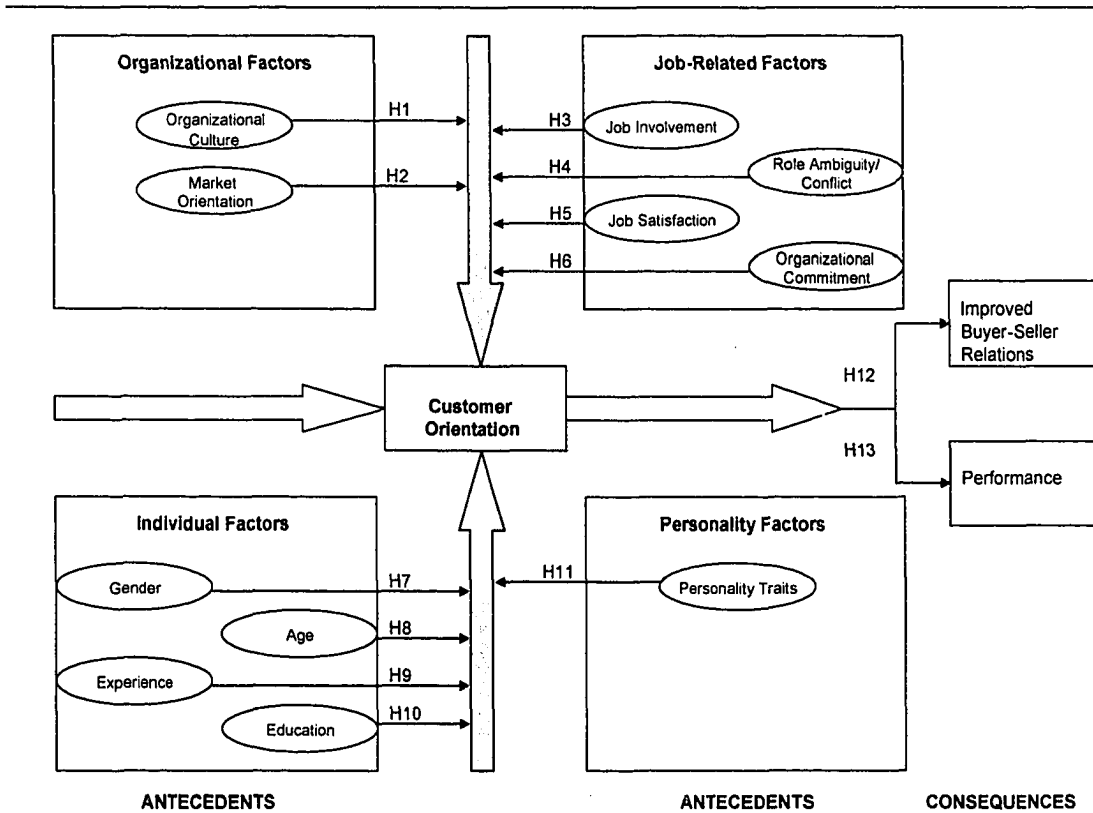 Organizational Factors
Organizational
Culture
Market
Orientation
H1
H2
Job-Related Factors
H3
Job Involvement
H4
Role Ambiguity/
Conflict
H5
Job Satisfaction
H6
Organizational
Commitment
Customer
Orientation
H12
H13
Improved
Buyer-Seller
Relations
Performance
Individual Factors
Gender
H7
Age
H8
Experience
H9
Education
H10
Personality Factors
H11
Personality Traits
ANTECEDENTS
ANTECEDENTS
CONSEQUENCES